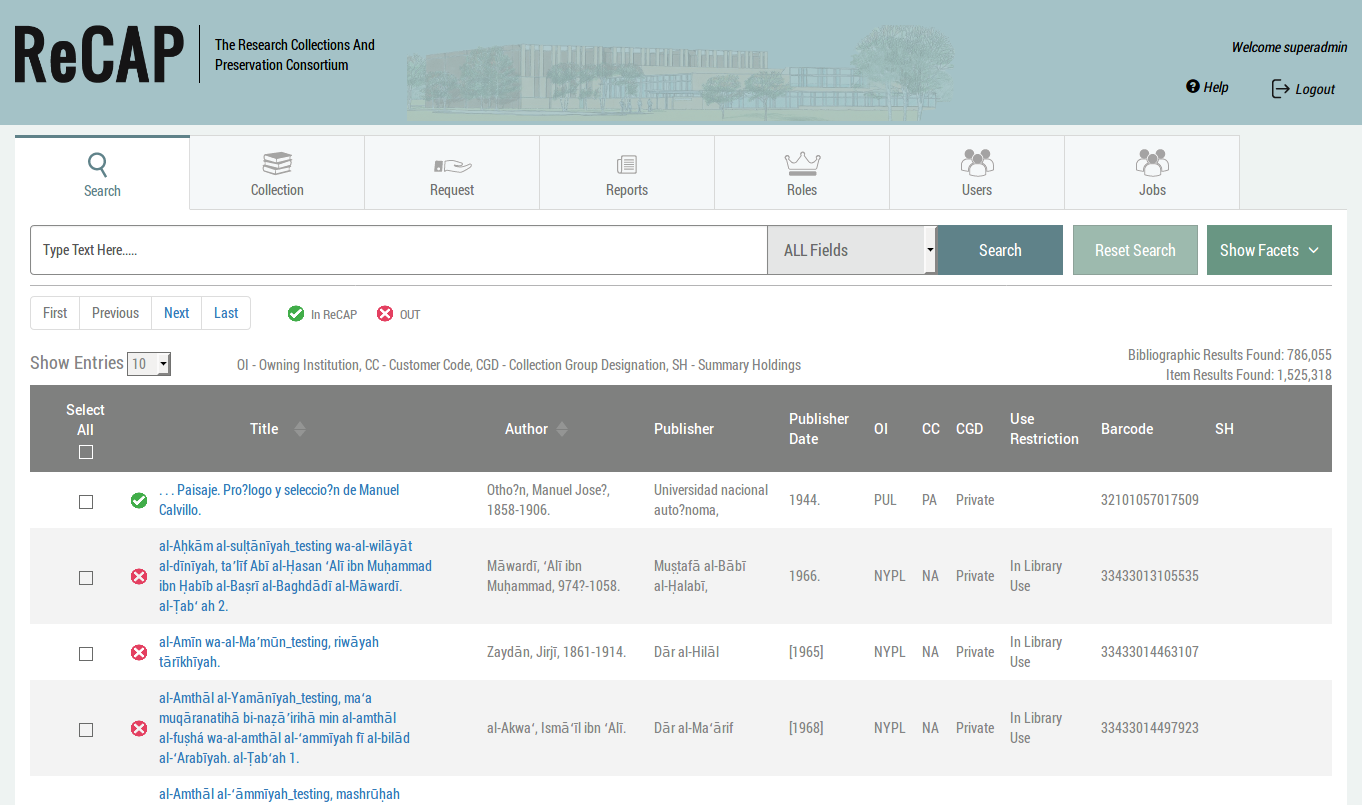 ReCAP
The Research Collections And
Preservation Consortium
Welcome superadmin
Help
Logout
Search
Collection
Request
Reports
Roles
Users
Jobs
Type Text Here.....
ALL Fields
Search
Reset Search
Show Facets
First
Previous
Next
Last
In ReCAP
OUT
Show Entries 10
OI - Owning Institution, CC - Customer Code, CGD - Collection Group Designation, SH - Summary Holdings
Bibliographic Results Found: 786,055
Item Results Found: 1,525,318
Select
All
Title
Author
Publisher
Publisher
Date
OI
CC
CGD
Use
Restriction
Barcode
SH
. . . Paisaje. Pro?logo y seleccio?n de Manuel
Calvillo.
Otho?n, Manuel Jose?,
1858-1906.
Universidad nacional
auto?noma,
1944.
PUL
PA
Private
32101057017509
al-Aḥkām al-sulṭānīyah_testing wa-al-wilāyāt
al-dīnīyah, taʼlīf Abī al-Ḥasan ʻAlī ibn Muḥammad
ibn Ḥabīb al-Baṣrī al-Baghdādī al-Māwardī.
al-Ṭabʻ ah 2.
Māwardī, ʻAlī ibn
Muḥammad, 974?-1058.
Muṣṭafā al-Bābī
al-Ḥalabī,
1966.
NYPL
NA
Private
In Library
Use
33433013105535
al-Amīn wa-al-Maʼmūn_testing, riwāyah
tārīkhīyah.
Zaydān, Jirjī, 1861-1914.
Dār al-Hilāl
[1965]
NYPL
NA
Private
In Library
Use
33433014463107
al-Amthāl al-Yamānīyah_testing, maʻa
muqāranatihā bi-naẓāʼirihā min al-amthāl
al-fuṣḥá wa-al-amthāl al-ʻammīyah fī al-bilād
al-ʻArabīyah. al-Ṭabʻah 1.
al-Akwaʻ, Ismāʻīl ibn ʻAlī.
Dār al-Maʻārif
[1968]
NYPL
NA
Private
In Library
Use
33433014497923
al-Amthāl al-ʻāmmīyah_testing, mashrūḥah